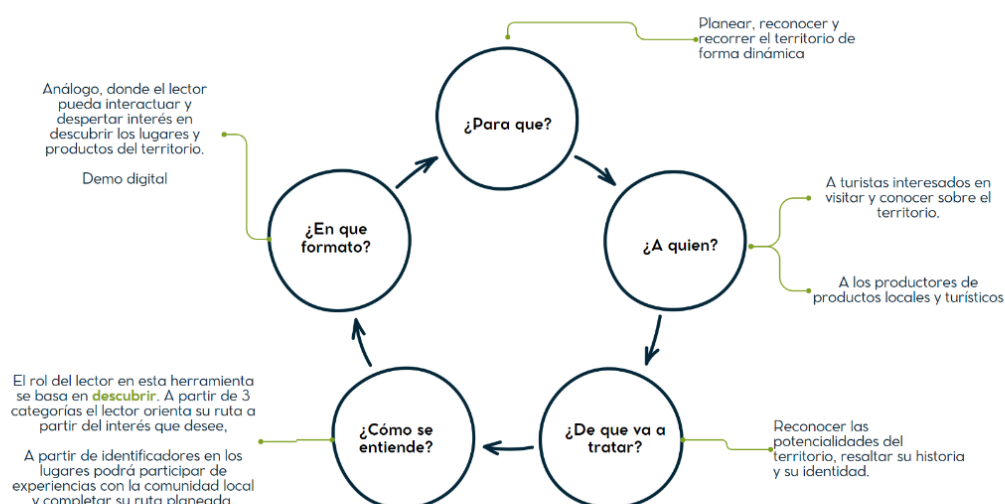 ¿Para que?
Planear, reconocer y
recorrer el territorio de
forma dinámica
¿A quien?
A turistas interesados en
visitar y conocer sobre el
territorio.
A los productores de
productos locales y turísticos
¿De que va a
tratar?
Reconocer las
potencialidades del
territorio, resaltar su historia
y su identidad.
¿Cómo se
entiende?
El rol del lector en esta herramienta
se basa en descubrir. A partir de 3
categorías el lector orienta su ruta a
partir del interés que desee,
A partir de identificadores en los
lugares podrá participar de
experiencias con la comunidad local
y completar su ruta planeada
¿En que
formato?
Análogo, donde el lector
pueda interactuar y
despertar interés en
descubrir los lugares y
productos del territorio.
Demo digital